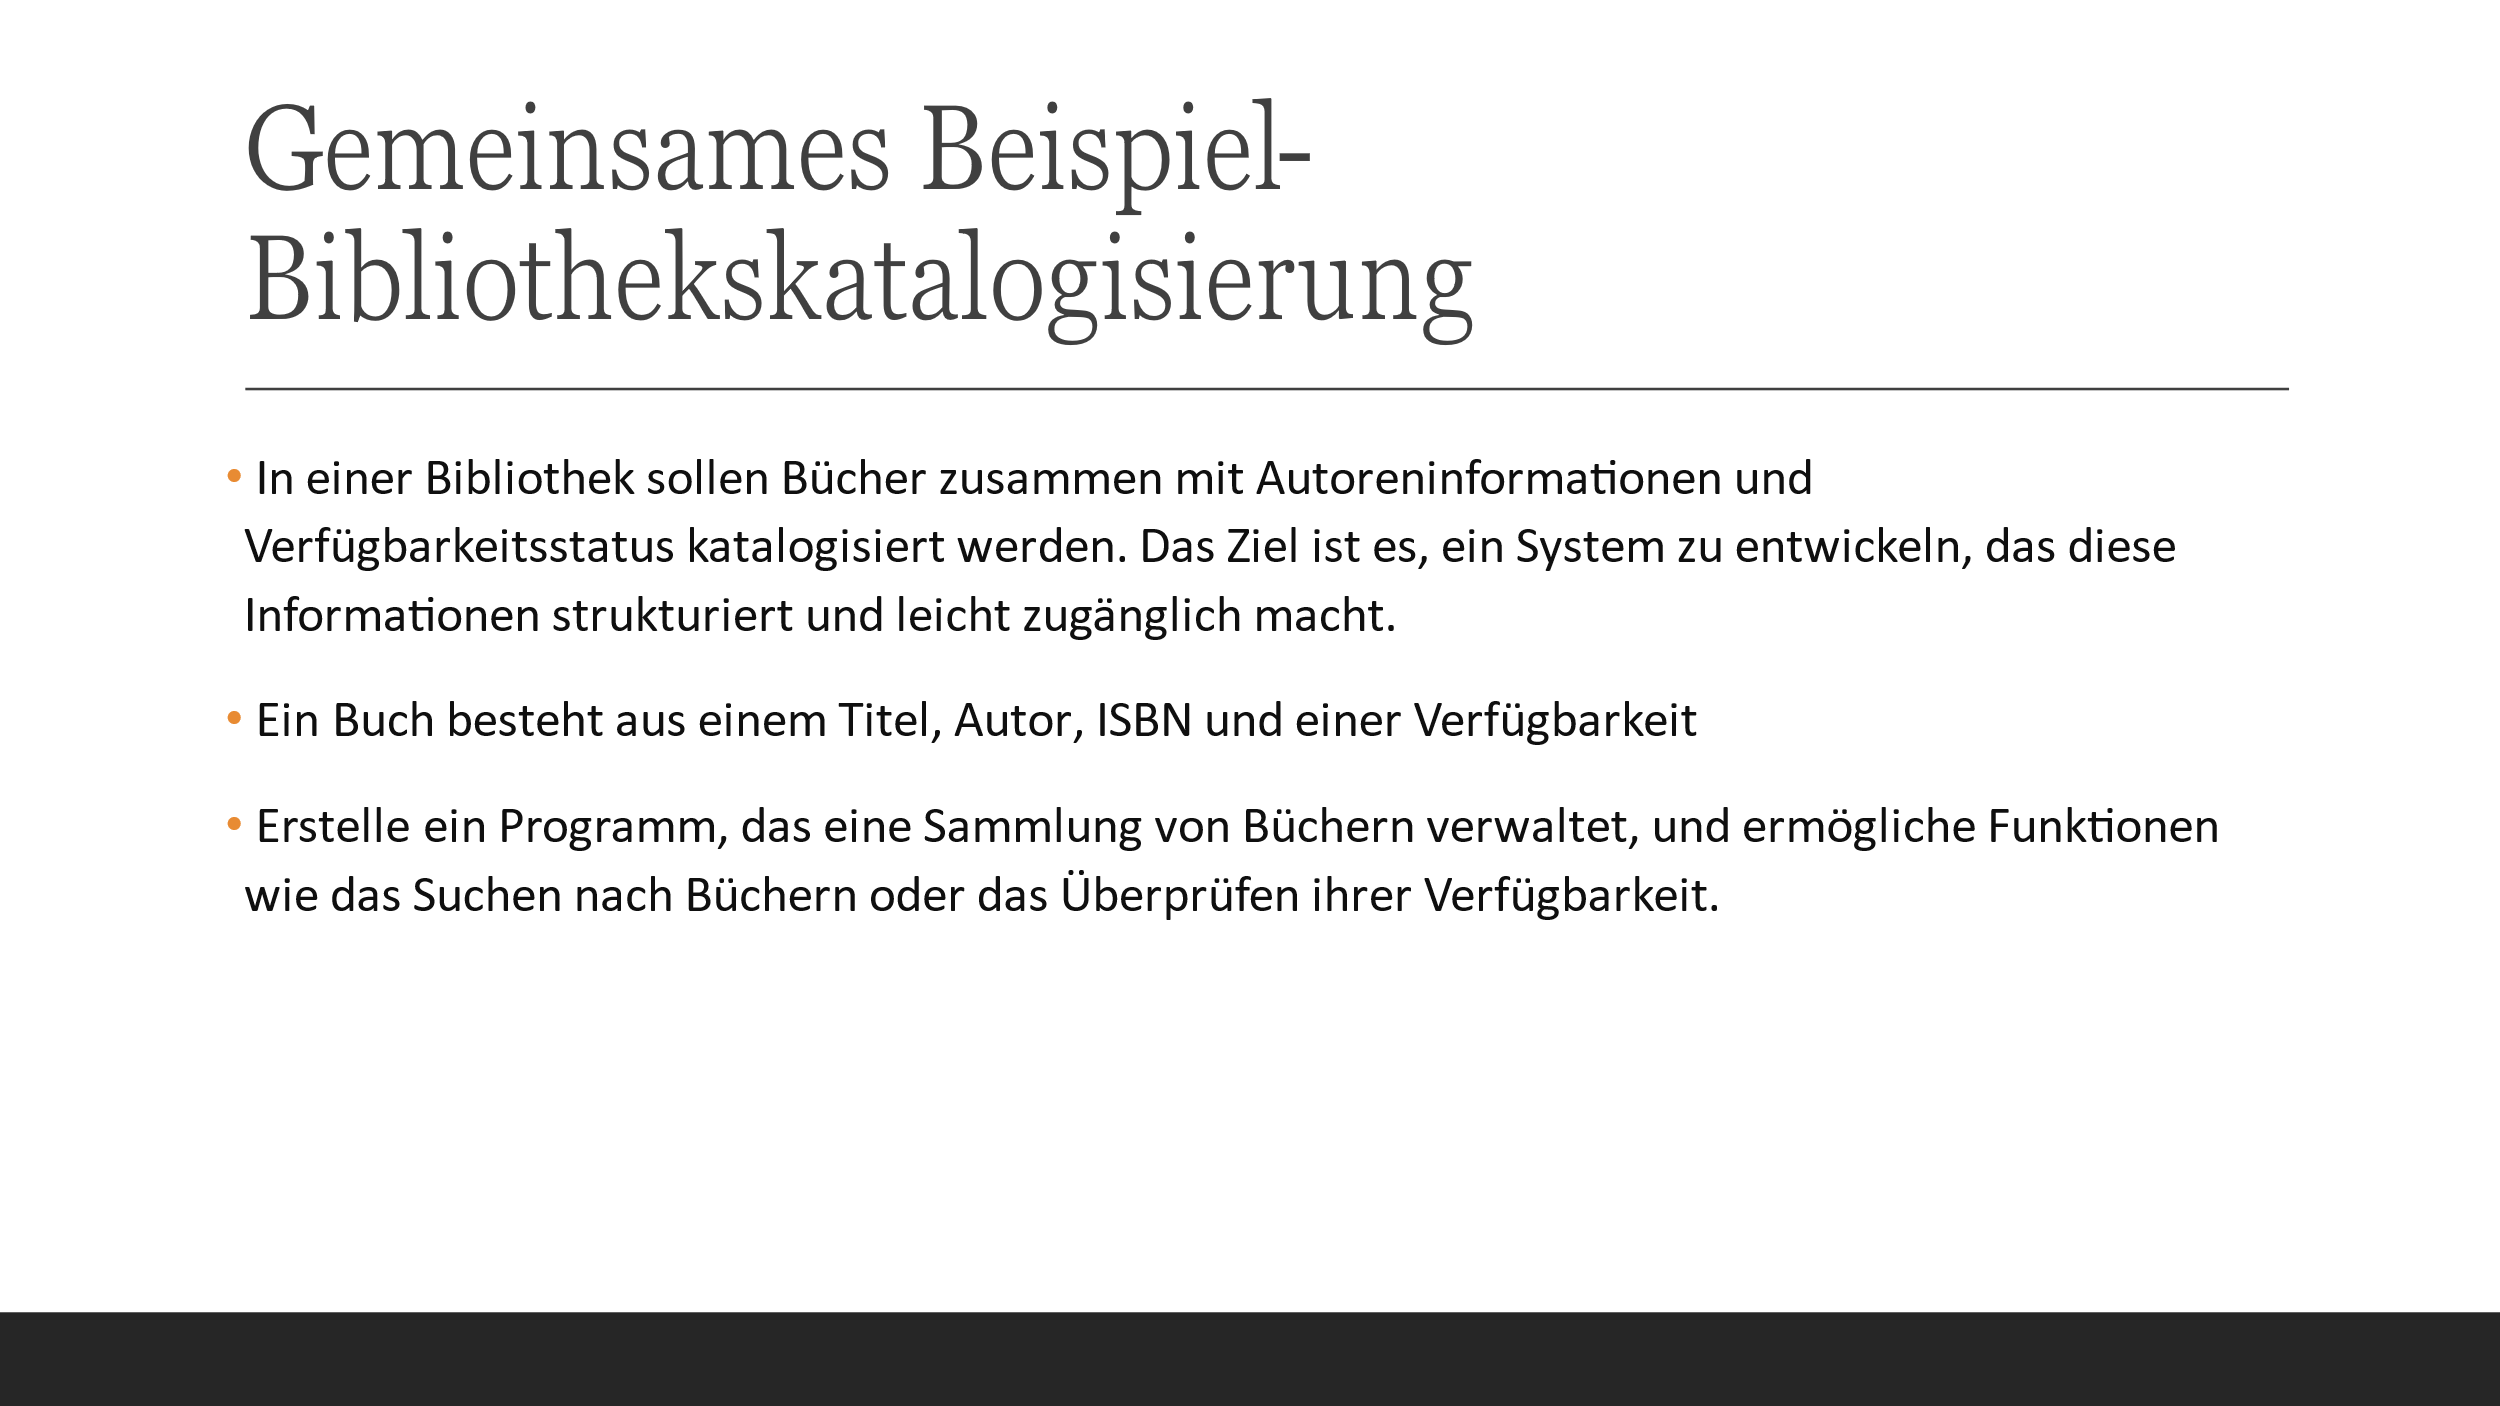 Gemeinsames Beispiel-
Bibliothekskatalogisierung
• In einer Bibliothek sollen Bücher zusammen mit Autoreninformationen und
Verfügbarkeitsstatus katalogisiert werden. Das Ziel ist es, ein System zu entwickeln, das diese
Informationen strukturiert und leicht zugänglich macht.
• Ein Buch besteht aus einem Titel, Autor, ISBN und einer Verfügbarkeit
• Erstelle ein Programm, das eine Sammlung von Büchern verwaltet, und ermögliche Funktionen
wie das Suchen nach Büchern oder das Überprüfen ihrer Verfügbarkeit.